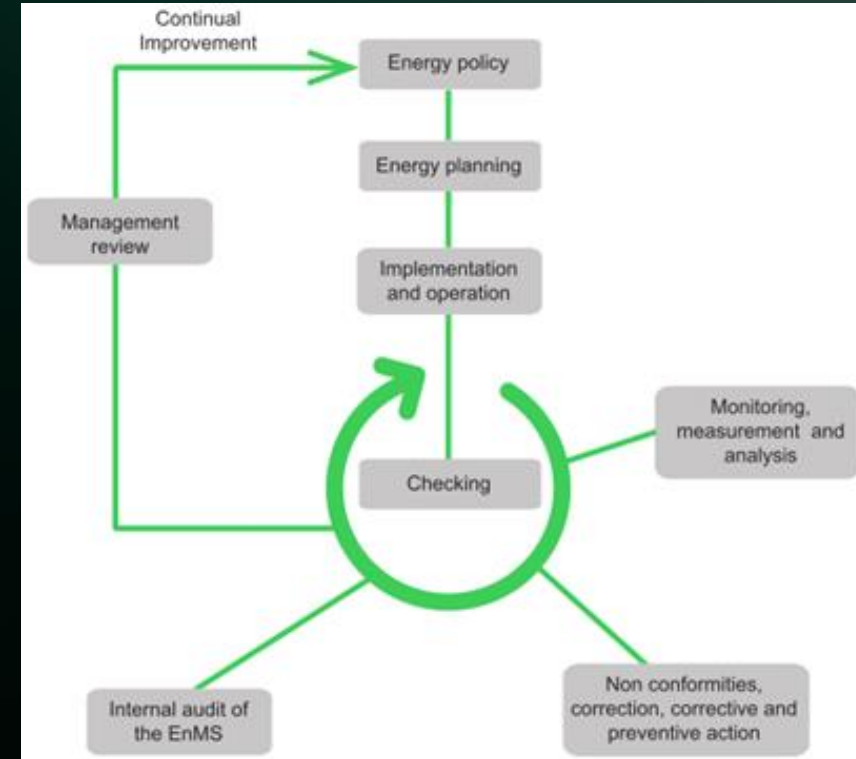 Continual
Improvement
Energy policy
Energy planning
Management
review
Implementation
and operation
Monitoring,
measurement and
analysis
Checking
Internal audit of
the EnMS
Non conformities,
correction, corrective and
preventive action